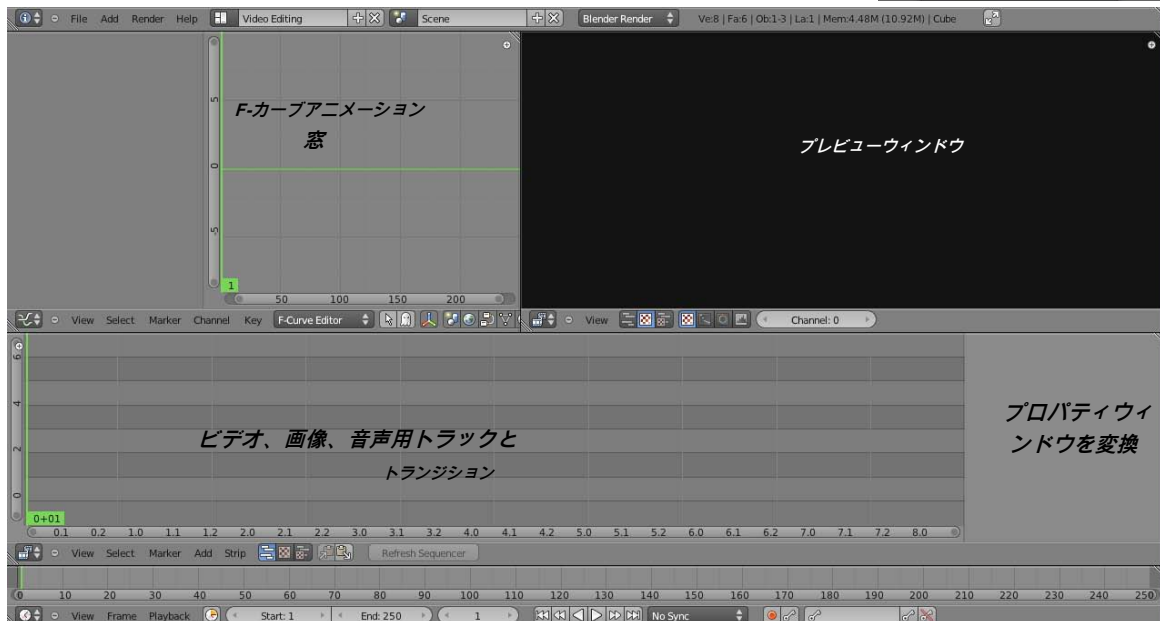 File Add Render Help Video Editing Scene Blender Render Ve:8 | Fa:6 | Ob:1-3 | La:1 | Mem:4.48M (10.92M) | Cube
5
0
-5
F-カーブアニメーション
窓
1
50 100 150 200
プレビューウィンドウ
View Select Marker Channel Key F-Curve Editor
View Channel: 0
6
4
2
0
ビデオ、画像、音声用トラックと
トランジション
プロパティウィ
ンドウを変換
0+01
0.1 0.2 1.0 1.1 1.2 2.0 2.1 2.2 3.0 3.1 3.2 4.0 4.1 4.2 5.0 5.1 5.2 6.0 6.1 6.2 7.0 7.1 7.2 8.0
View Select Marker Add Strip Refresh Sequencer
0 10 20 30 40 50 60 70 80 90 100 110 120 130 140 150 160 170 180 190 200 210 220 230 240 250
View Frame Playback Start: 1 End: 250 1 No Sync